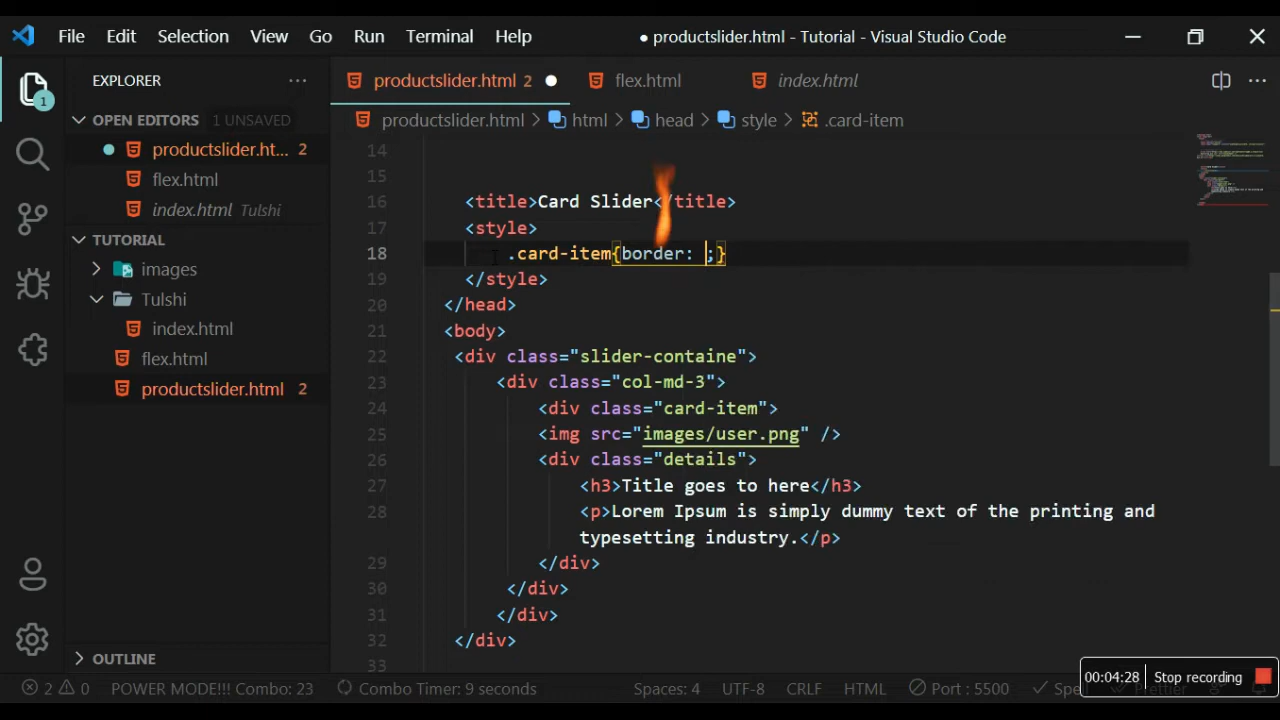 File Edit Selection View Go Run Terminal Help
● productslider.html - Tutorial - Visual Studio Code
EXPLORER
productslider.html 2
flex.html
index.html
OPEN EDITORS 1 UNSAVED
productslider.html > html > head > style > .card-item
productslider.ht... 2
flex.html
index.html Tulshi
TUTORIAL
images
Tulshi
index.html
flex.html
productslider.html 2
1
14
15
16 <title>Card Slider</title>
17 <style>
18 .card-item{border: ;}
19 </style>
20 </head>
21 <body>
22 <div class="slider-containe">
23 <div class="col-md-3">
24 <div class="card-item">
25 <img src="images/user.png" />
26 <div class="details">
27 <h3>Title goes to here</h3>
28 <p>Lorem Ipsum is simply dummy text of the printing and
typesetting industry.</p>
29 </div>
30 </div>
31 </div>
32 </div>
33
OUTLINE
2 0 POWER MODE!!! Combo: 23 Combo Timer: 9 seconds Spaces: 4 UTF-8 CRLF HTML Port : 5500
00:04:28 Stop recording